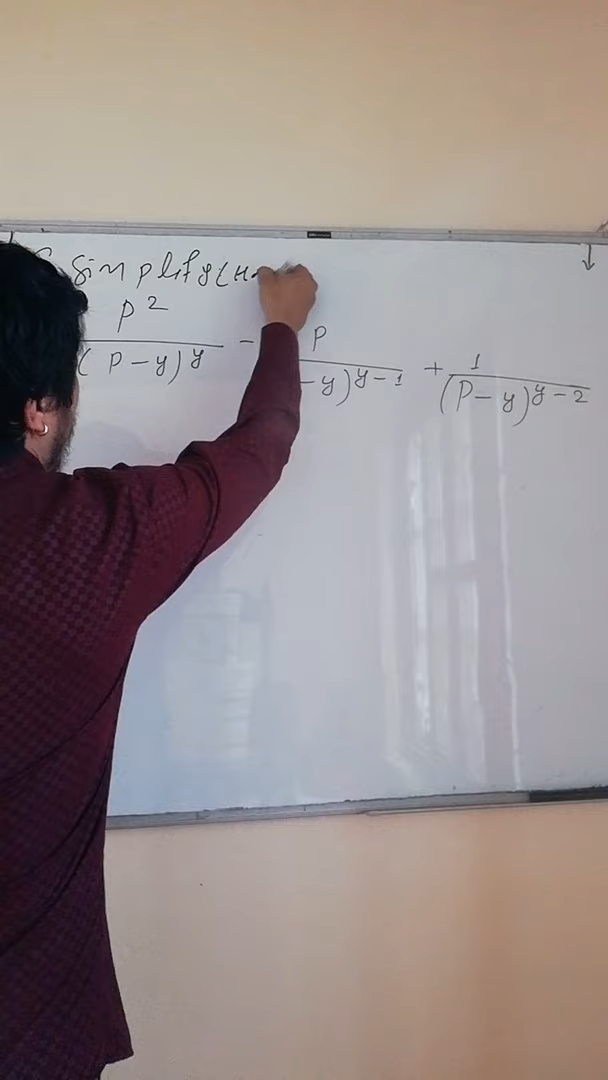 simplify
p² / (p-y)^y - p / -y)^y-1 + 1 / (p-y)^y-2